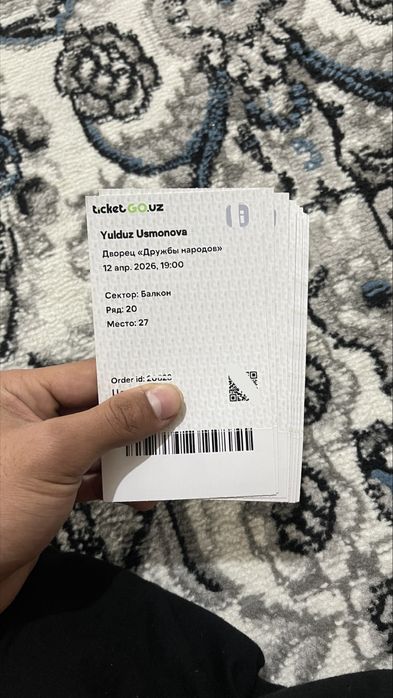 ticketGO.uz
Yulduz Usmonova
Дворец «Дружбы народов»
12 апр. 2026, 19:00
Сектор: Балкон
Ряд: 20
Место: 27
Order id: